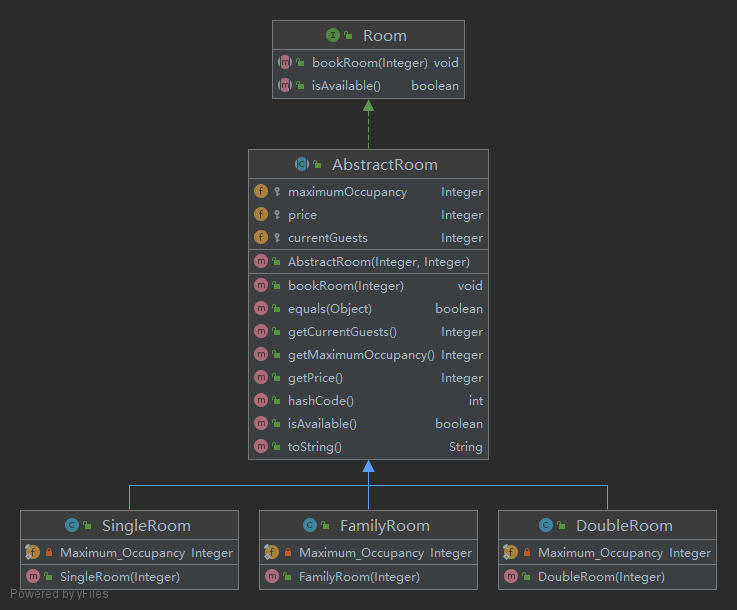 Room
bookRoom(Integer) void
isAvailable() boolean
AbstractRoom
maximumOccupancy Integer
price Integer
currentGuests Integer
AbstractRoom(Integer, Integer)
bookRoom(Integer) void
equals(Object) boolean
getCurrentGuests() Integer
getMaximumOccupancy() Integer
getPrice() Integer
hashCode() int
isAvailable() boolean
toString() String
SingleRoom
Maximum_Occupancy Integer
SingleRoom(Integer)
FamilyRoom
Maximum_Occupancy Integer
FamilyRoom(Integer)
DoubleRoom
Maximum_Occupancy Integer
DoubleRoom(Integer)
Powered by yFiles